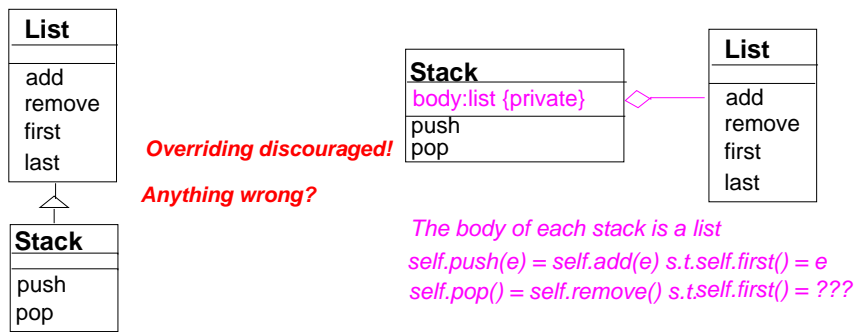 List
add
remove
first
last
Stack
push
pop
Overriding discouraged!
Anything wrong?
Stack
body:list {private}
push
pop
List
add
remove
first
last
The body of each stack is a list
self.push(e) = self.add(e) s.t.self.first() = e
self.pop() = self.remove() s.t.self.first() = ???